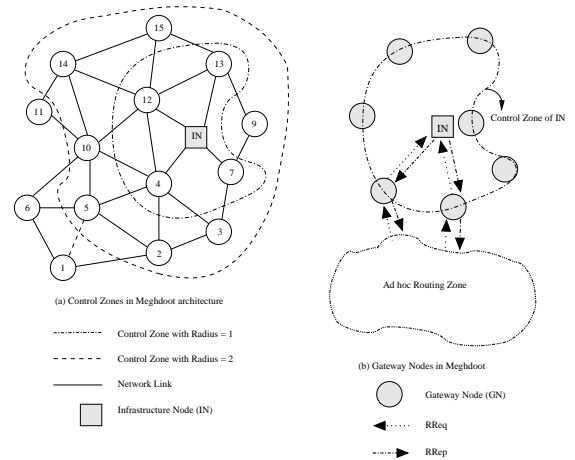 15
14
13
12
IN
11
9
10
7
4
6
5
3
2
1
(a) Control Zones in Meghdoot architecture
Control Zone with Radius = 1
Control Zone with Radius = 2
Network Link
Infrastructure Node (IN)
IN
Control Zone of IN
Ad hoc Routing Zone
(b) Gateway Nodes in Meghdoot
Gateway Node (GN)
RReq
RRep